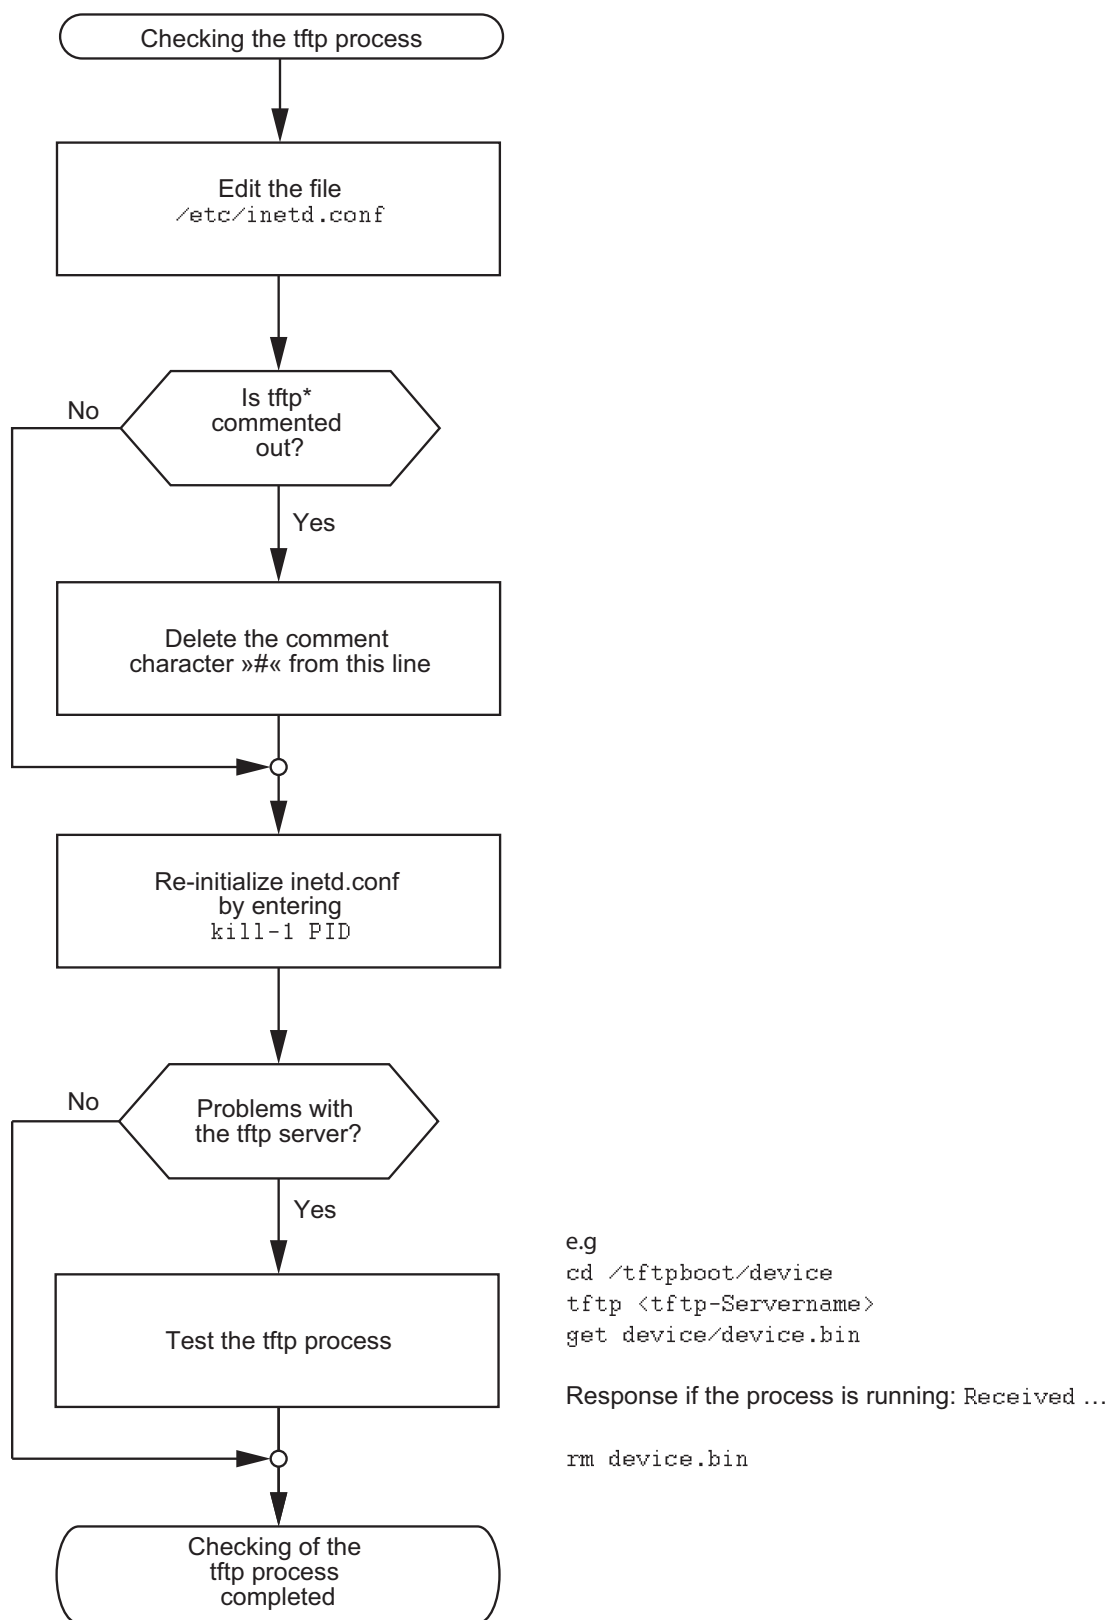 Checking the tftp process
Edit the file
/etc/inetd.conf
Is tftp*
commented
out?
No
Yes
Delete the comment
character »#« from this line
Re-initialize inetd.conf
by entering
kill-1 PID
Problems with
the tftp server?
No
Yes
Test the tftp process
e.g
cd /tftpboot/device
tftp <tftp-Servername>
get device/device.bin
Response if the process is running: Received ...
rm device.bin
Checking of the
tftp process
completed